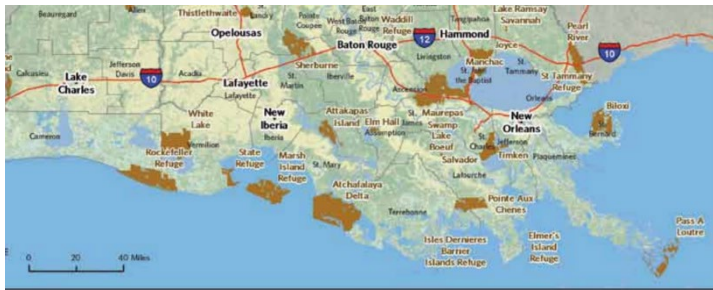 Beauregard
Allen
Thistlethwaite
Landry
Pointe
Coupee
West Baton
Rouge
East
Baton
Rouge
Waddill
Refuge
Tangipahoa
Lake Ramsay
Savannah
Pearl
River
Opelousas
Baton Rouge
12
Hammond
Joyce
10
Calcasieu
Jefferson
Davis
10
Acadia
Sherburne
Iberville
Livingston
Manchac
St. John
the Baptist
St.
Tammany
St Tammany
Refuge
Lake
Charles
Lafayette
Lafayette
St.
Martin
Ascension
Orleans
White
Lake
New
Iberia
Iberia
Attakapas
Island
Elm Hall
Assumption
St.
James
Maurepas
Swamp
Lake
Boeuf
Salvador
St.
Charles
New
Orleans
Jefferson
Timken
Biloxi
Bernard
Cameron
Vermilion
Rockefeller
Refuge
State
Refuge
Marsh
Island
Refuge
St. Mary
Plaquemines
Lafourche
Atchafalaya
Delta
Terrebonne
Pointe Aux
Chenes
Isles Dernieres
Barrier
Islands Refuge
Elmer's
Island
Refuge
Pass A
Loutre
0 20 40 Miles